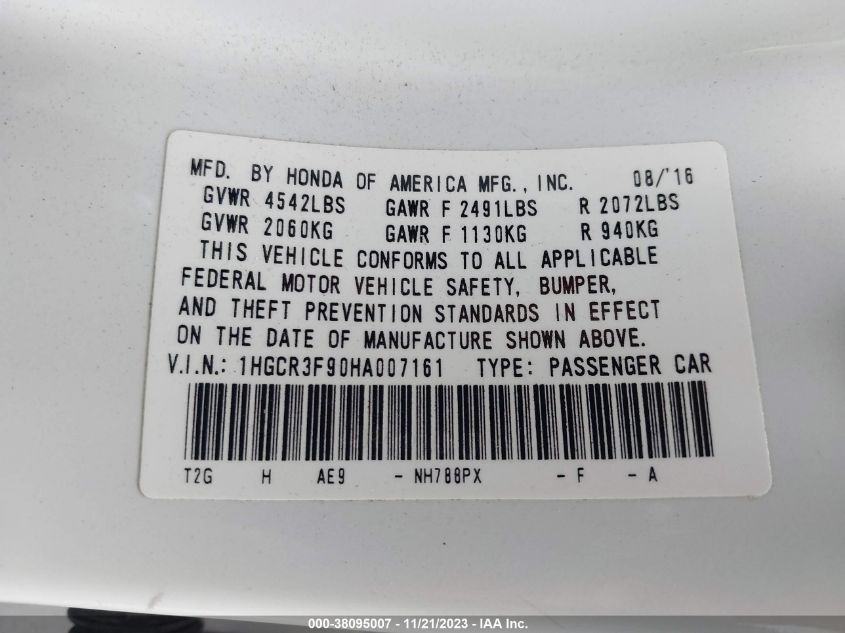 MFD. BY HONDA OF AMERICA MFG., INC. 08/'16
GVWR 4542LBS GAWR F 2491LBS R 2072LBS
GVWR 2060KG GAWR F 1130KG R 940KG
THIS VEHICLE CONFORMS TO ALL APPLICABLE
FEDERAL MOTOR VEHICLE SAFETY, BUMPER,
AND THEFT PREVENTION STANDARDS IN EFFECT
ON THE DATE OF MANUFACTURE SHOWN ABOVE.
V.I.N.: 1HGCR3F90HA007161 TYPE: PASSENGER CAR
T2G H AE9 - NH788PX - F - A
000-38095007 - 11/21/2023 - IAA Inc.